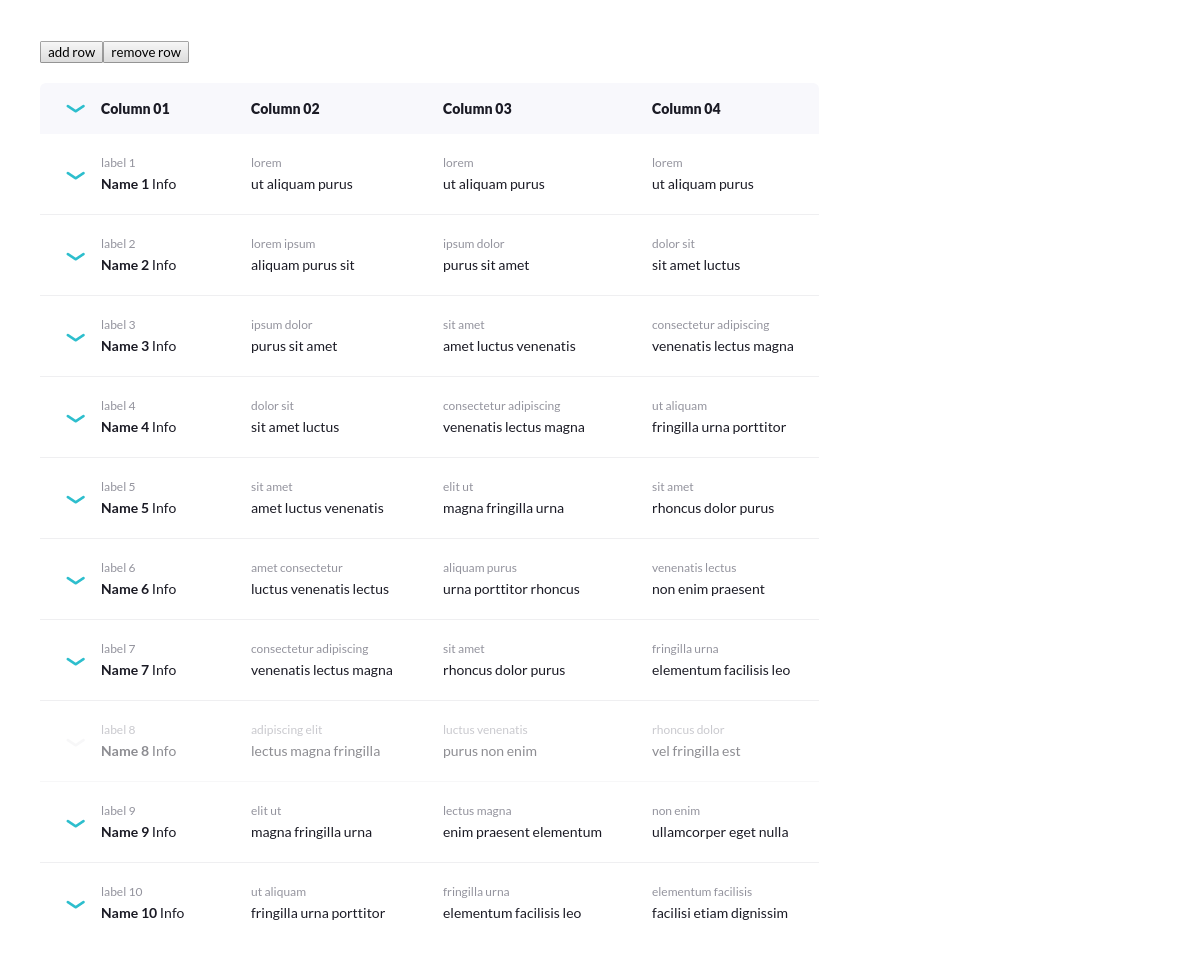 add row remove row
Column 01 Column 02 Column 03 Column 04
label 1 lorem lorem lorem
Name 1 Info ut aliquam purus ut aliquam purus ut aliquam purus
label 2 lorem ipsum ipsum dolor dolor sit
Name 2 Info aliquam purus sit purus sit amet sit amet luctus
label 3 ipsum dolor sit amet consectetur adipiscing
Name 3 Info purus sit amet amet luctus venenatis venenatis lectus magna
label 4 dolor sit consectetur adipiscing ut aliquam
Name 4 Info sit amet luctus venenatis lectus magna fringilla urna porttitor
label 5 sit amet elit ut sit amet
Name 5 Info amet luctus venenatis magna fringilla urna rhoncus dolor purus
label 6 amet consectetur aliquam purus venenatis lectus
Name 6 Info luctus venenatis lectus urna porttitor rhoncus non enim praesent
label 7 consectetur adipiscing sit amet fringilla urna
Name 7 Info venenatis lectus magna rhoncus dolor purus elementum facilisis leo
label 8 adipiscing elit luctus venenatis rhoncus dolor
Name 8 Info lectus magna fringilla purus non enim vel fringilla est
label 9 elit ut lectus magna non enim
Name 9 Info magna fringilla urna enim praesent elementum ullamcorper eget nulla
label 10 ut aliquam fringilla urna elementum facilisis
Name 10 Info fringilla urna porttitor elementum facilisis leo facilisi etiam dignissim